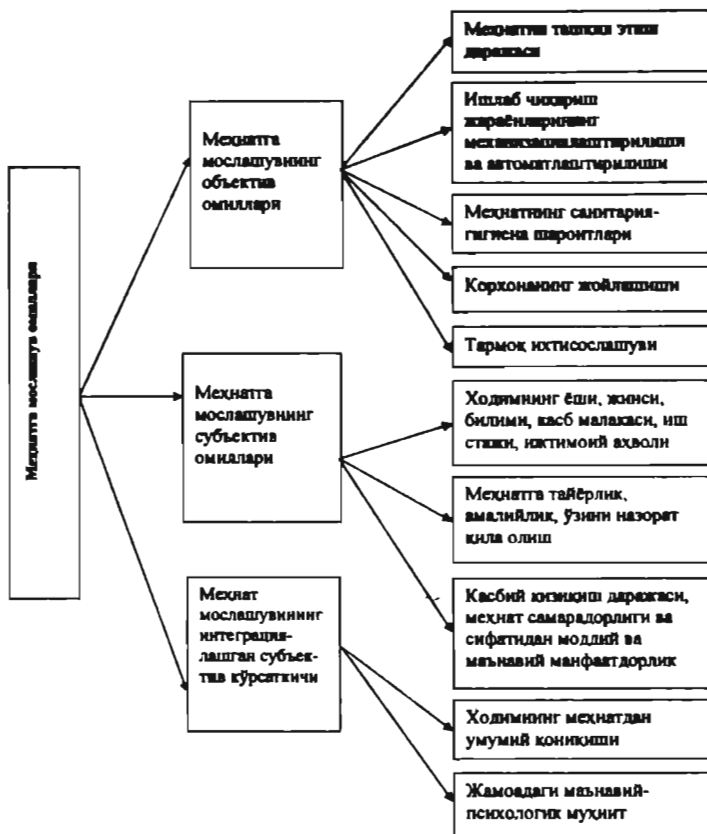 Меҳнатга мослашув омиллари
Меҳнатга
мослашувнинг
объектив
омиллари
Меҳнатни ташкил этиш
даражаси
Ишлаб чиқариш
жараёнларининг
механизациялаштирилиши
ва автоматлаштирилиши
Меҳнатнинг санитария-
гигиена шароитлари
Корхонанинг жойлашиши
Тармоқ ихтисослашуви
Меҳнатга
мослашувнинг
субъектив
омиллари
Ходимнинг ёши, жинси,
билими, касб малакаси, иш
стажи, ижтимоий аҳволи
Меҳнатга тайёрлик,
амалийлик, ўзини назорат
қила олиш
Касбий қизиқиш даражаси,
меҳнат самарадорлиги ва
сифатидан моддий ва
маънавий манфаатдорлик
Меҳнат
мослашувининг
интеграция-
лашган субъек-
тив кўрсаткичи
Ходимнинг меҳнатдан
умумий қониқиши
Жамоадаги маънавий-
психологик муҳит